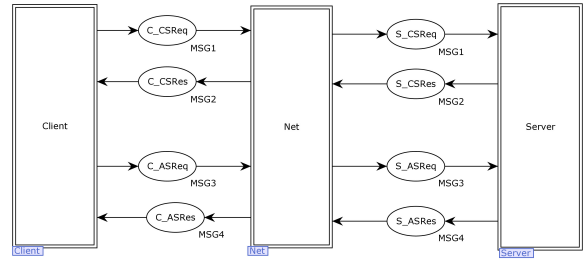 C_CSReq
MSG1
S_CSReq
MSG1
C_CSRes
MSG2
S_CSRes
MSG2
Client
Net
Server
C_ASReq
MSG3
S_ASReq
MSG3
C_ASRes
MSG4
S_ASRes
MSG4
Client
Net
Server